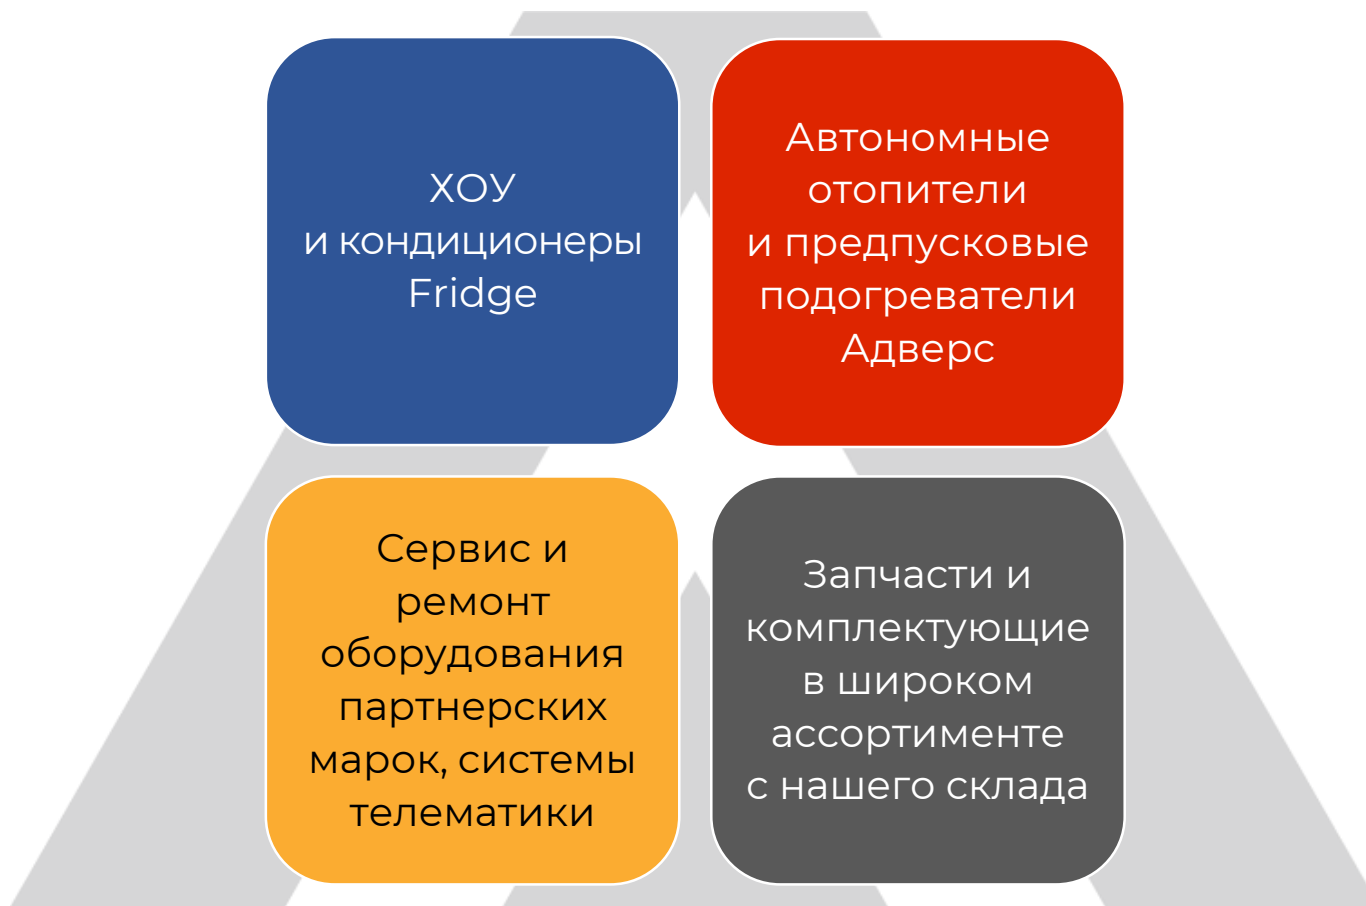 ХОУ
и кондиционеры
Fridge
Автономные
отопители
и предпусковые
подогреватели
Адверс
Сервис и
ремонт
оборудования
партнерских
марок, системы
телематики
Запчасти и
комплектующие
в широком
ассортименте
с нашего склада